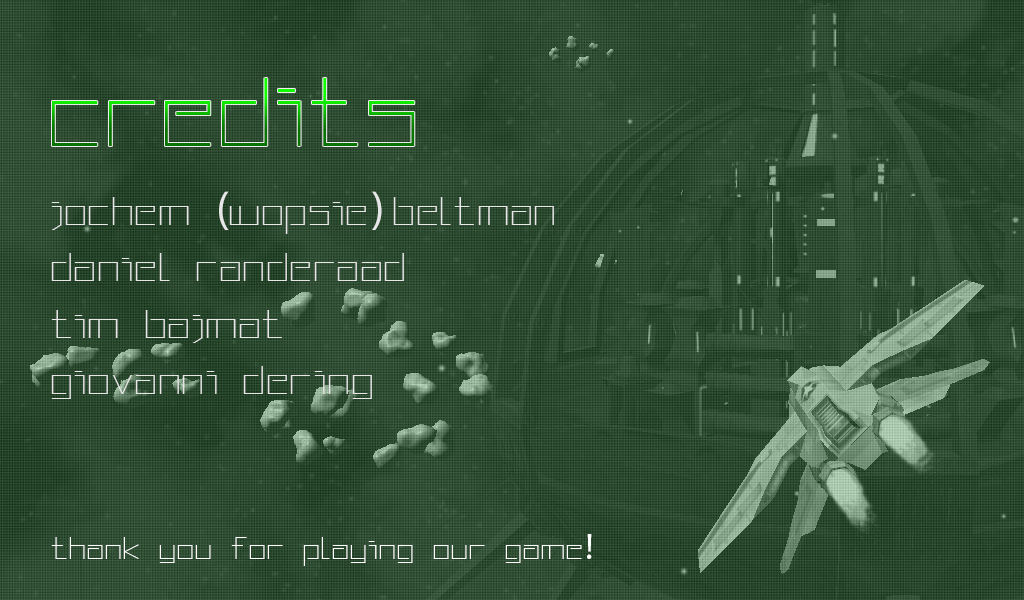 credits
jochem (wopsie) beltman
daniel randeraad
tim bajmat
giovanni dering
thank you for playing our game!